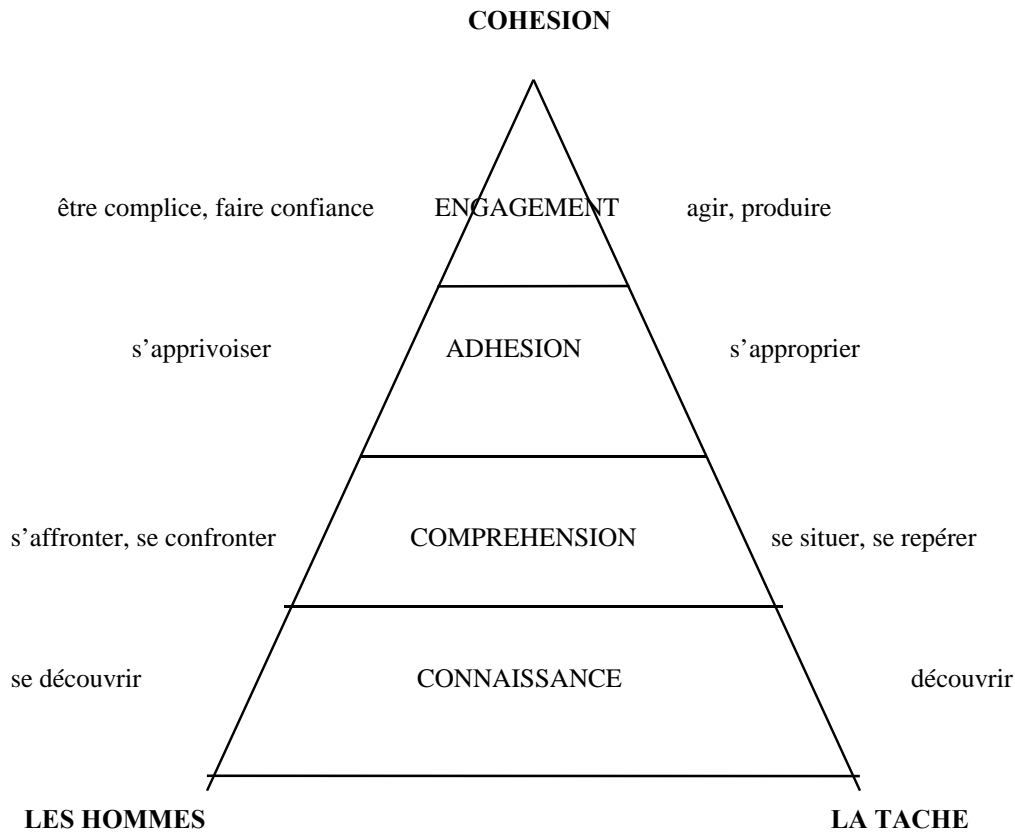 COHESION
être complice, faire confiance ENGAGEMENT agir, produire
s’apprivoiser ADHESION s’approprier
s’affronter, se confronter COMPREHENSION se situer, se repérer
se découvrir CONNAISSANCE découvrir
LES HOMMES LA TACHE